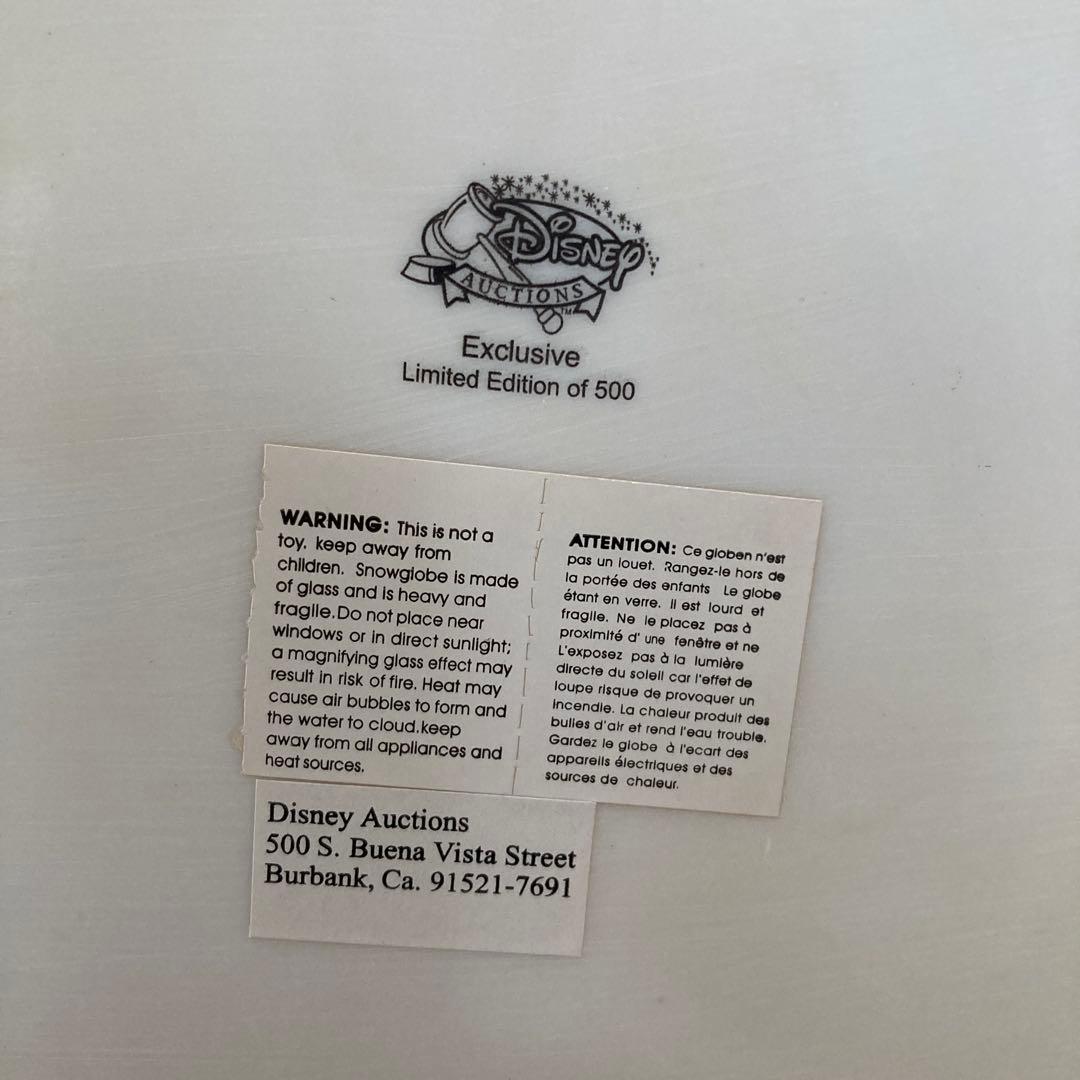 Disney
AUCTIONS
TM
Exclusive
Limited Edition of 500
WARNING: This is not a
toy. keep away from
children. Snowglobe is made
of glass and is heavy and
fragile.Do not place near
windows or in direct sunlight;
a magnifying glass effect may
result in risk of fire. Heat may
cause air bubbles to form and
the water to cloud.keep
away from all appliances and
heat sources.
ATTENTION: Ce globen n'est
pas un louet. Rangez-le hors de
la portée des enfants Le globe
étant en verre. il est lourd et
fragile. Ne le placez pas à
proximité d' une fenêtre et ne
L'exposez pas à la lumière
directe du soleil car l'effet de
loupe risque de provoquer un
incendie. La chaleur produit des
bulles d'air et rend l'eau trouble.
Gardez le globe à l'ecart des
appareils électriques et des
sources de chaleur.
Disney Auctions
500 S. Buena Vista Street
Burbank, Ca. 91521-7691